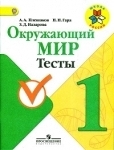 А. А. Плешаков Н. Н. Гара
З. Д. Назарова
Окружающий
МИР
Тесты
1